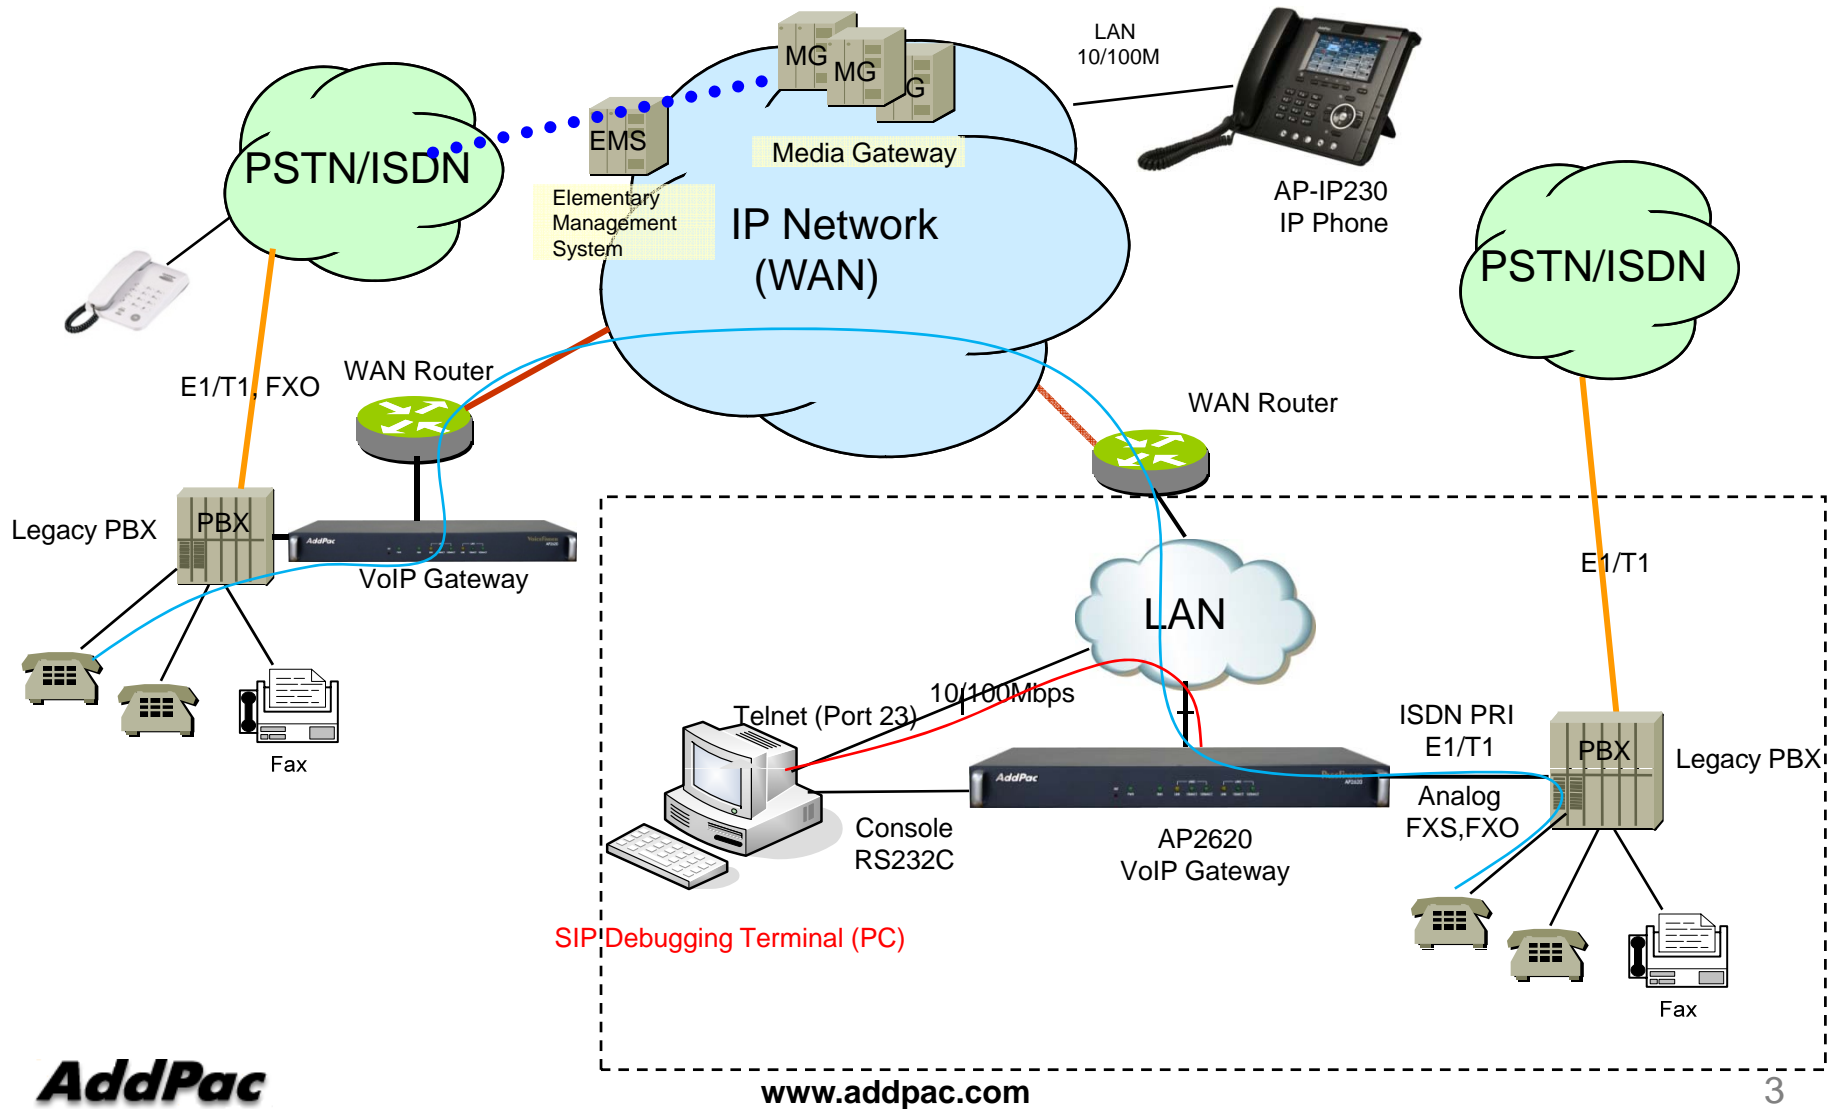 MG
MG
G
LAN
10/100M
EMS
PSTN/ISDN
Media Gateway
Elementary
Management
System
IP Network
(WAN)
AP-IP230
IP Phone
PSTN/ISDN
WAN Router
E1/T1, FXO
WAN Router
Legacy PBX
PBX
AddPac
VoIP Gateway
E1/T1
LAN
10/100Mbps
Telnet (Port 23)
ISDN PRI
E1/T1
PBX
Legacy PBX
Fax
AddPac
AP2620
Analog
FXS,FXO
Console
RS232C
AP2620
VoIP Gateway
SIP Debugging Terminal (PC)
Fax
AddPac
www.addpac.com
3